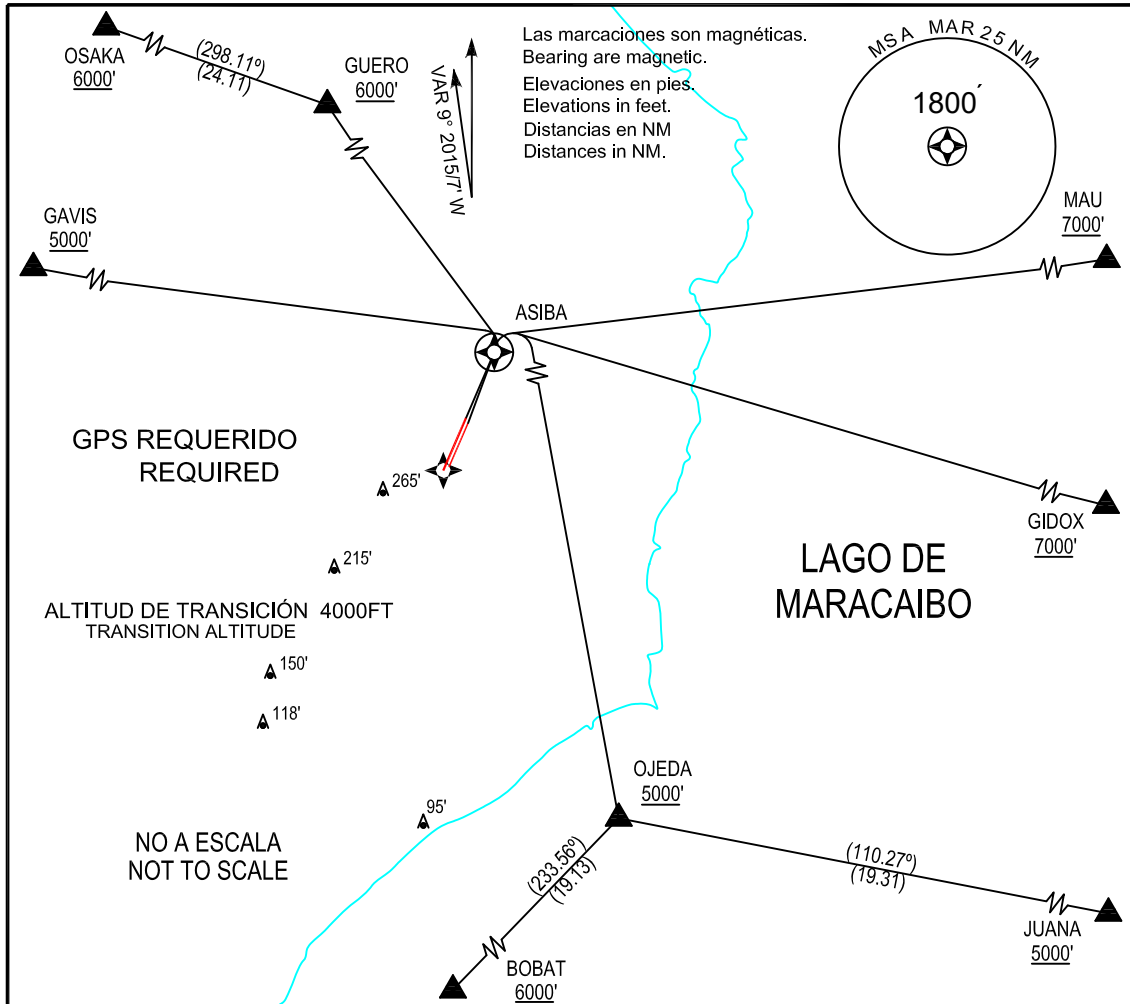 OSAKA
6000'
(298.11º)
(24.11)
GUERO
6000'
VAR 9° 2015/7' W
Las marcaciones son magnéticas.
Bearing are magnetic.
Elevaciones en pies.
Elevations in feet.
Distancias en NM
Distances in NM.
MSA MAR 25 NM
1800´
GAVIS
5000'
MAU
7000'
ASIBA
GPS REQUERIDO
REQUIRED
265'
215'
GIDOX
7000'
LAGO DE
MARACAIBO
ALTITUD DE TRANSICIÓN 4000FT
TRANSITION ALTITUDE
150'
118'
OJEDA
5000'
95'
NO A ESCALA
NOT TO SCALE
(233.56º)
(19.13)
(110.27º)
(19.31)
BOBAT
6000'
JUANA
5000'